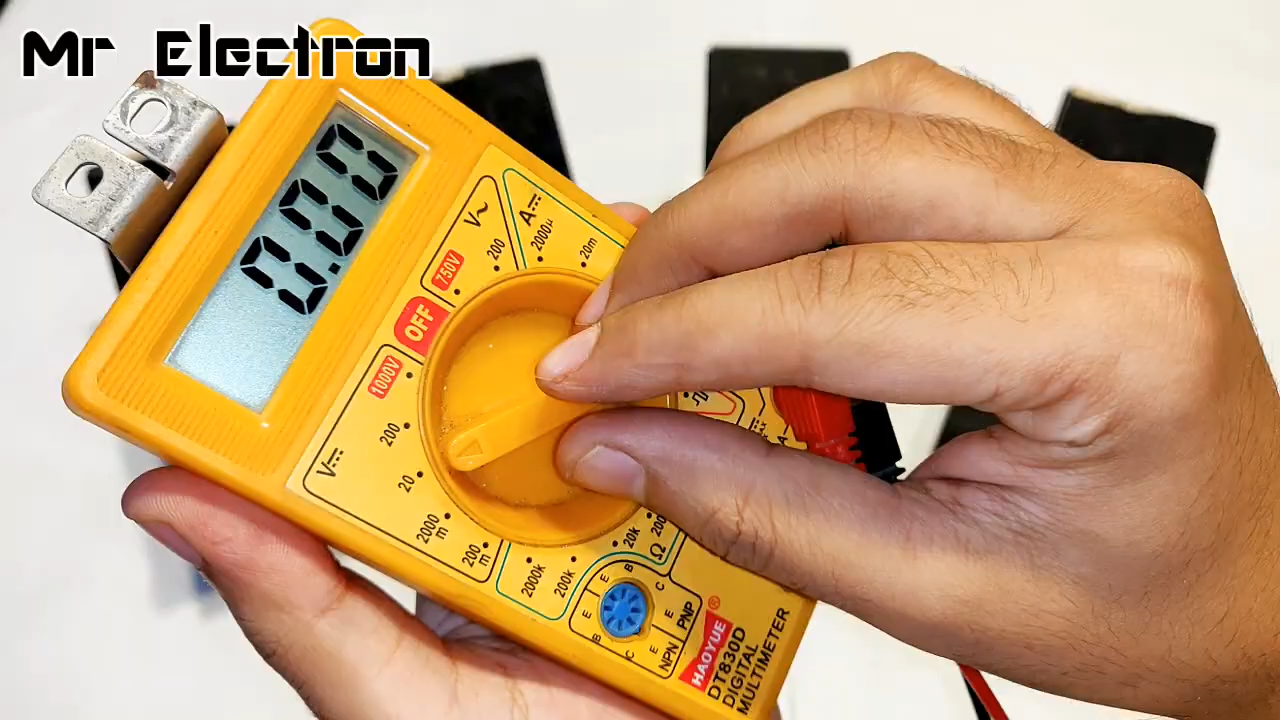 Mr Electron
0.00
V~
200
750V
OFF
A⎓
2000µ
20m
1000V
200
20
2000
m
200
m
V⎓
2000k
200k
20k
Ω
E
B
C
E
E
B
C
E
PNP
NPN
HAOYUE®
DT830D
DIGITAL
MULTIMETER